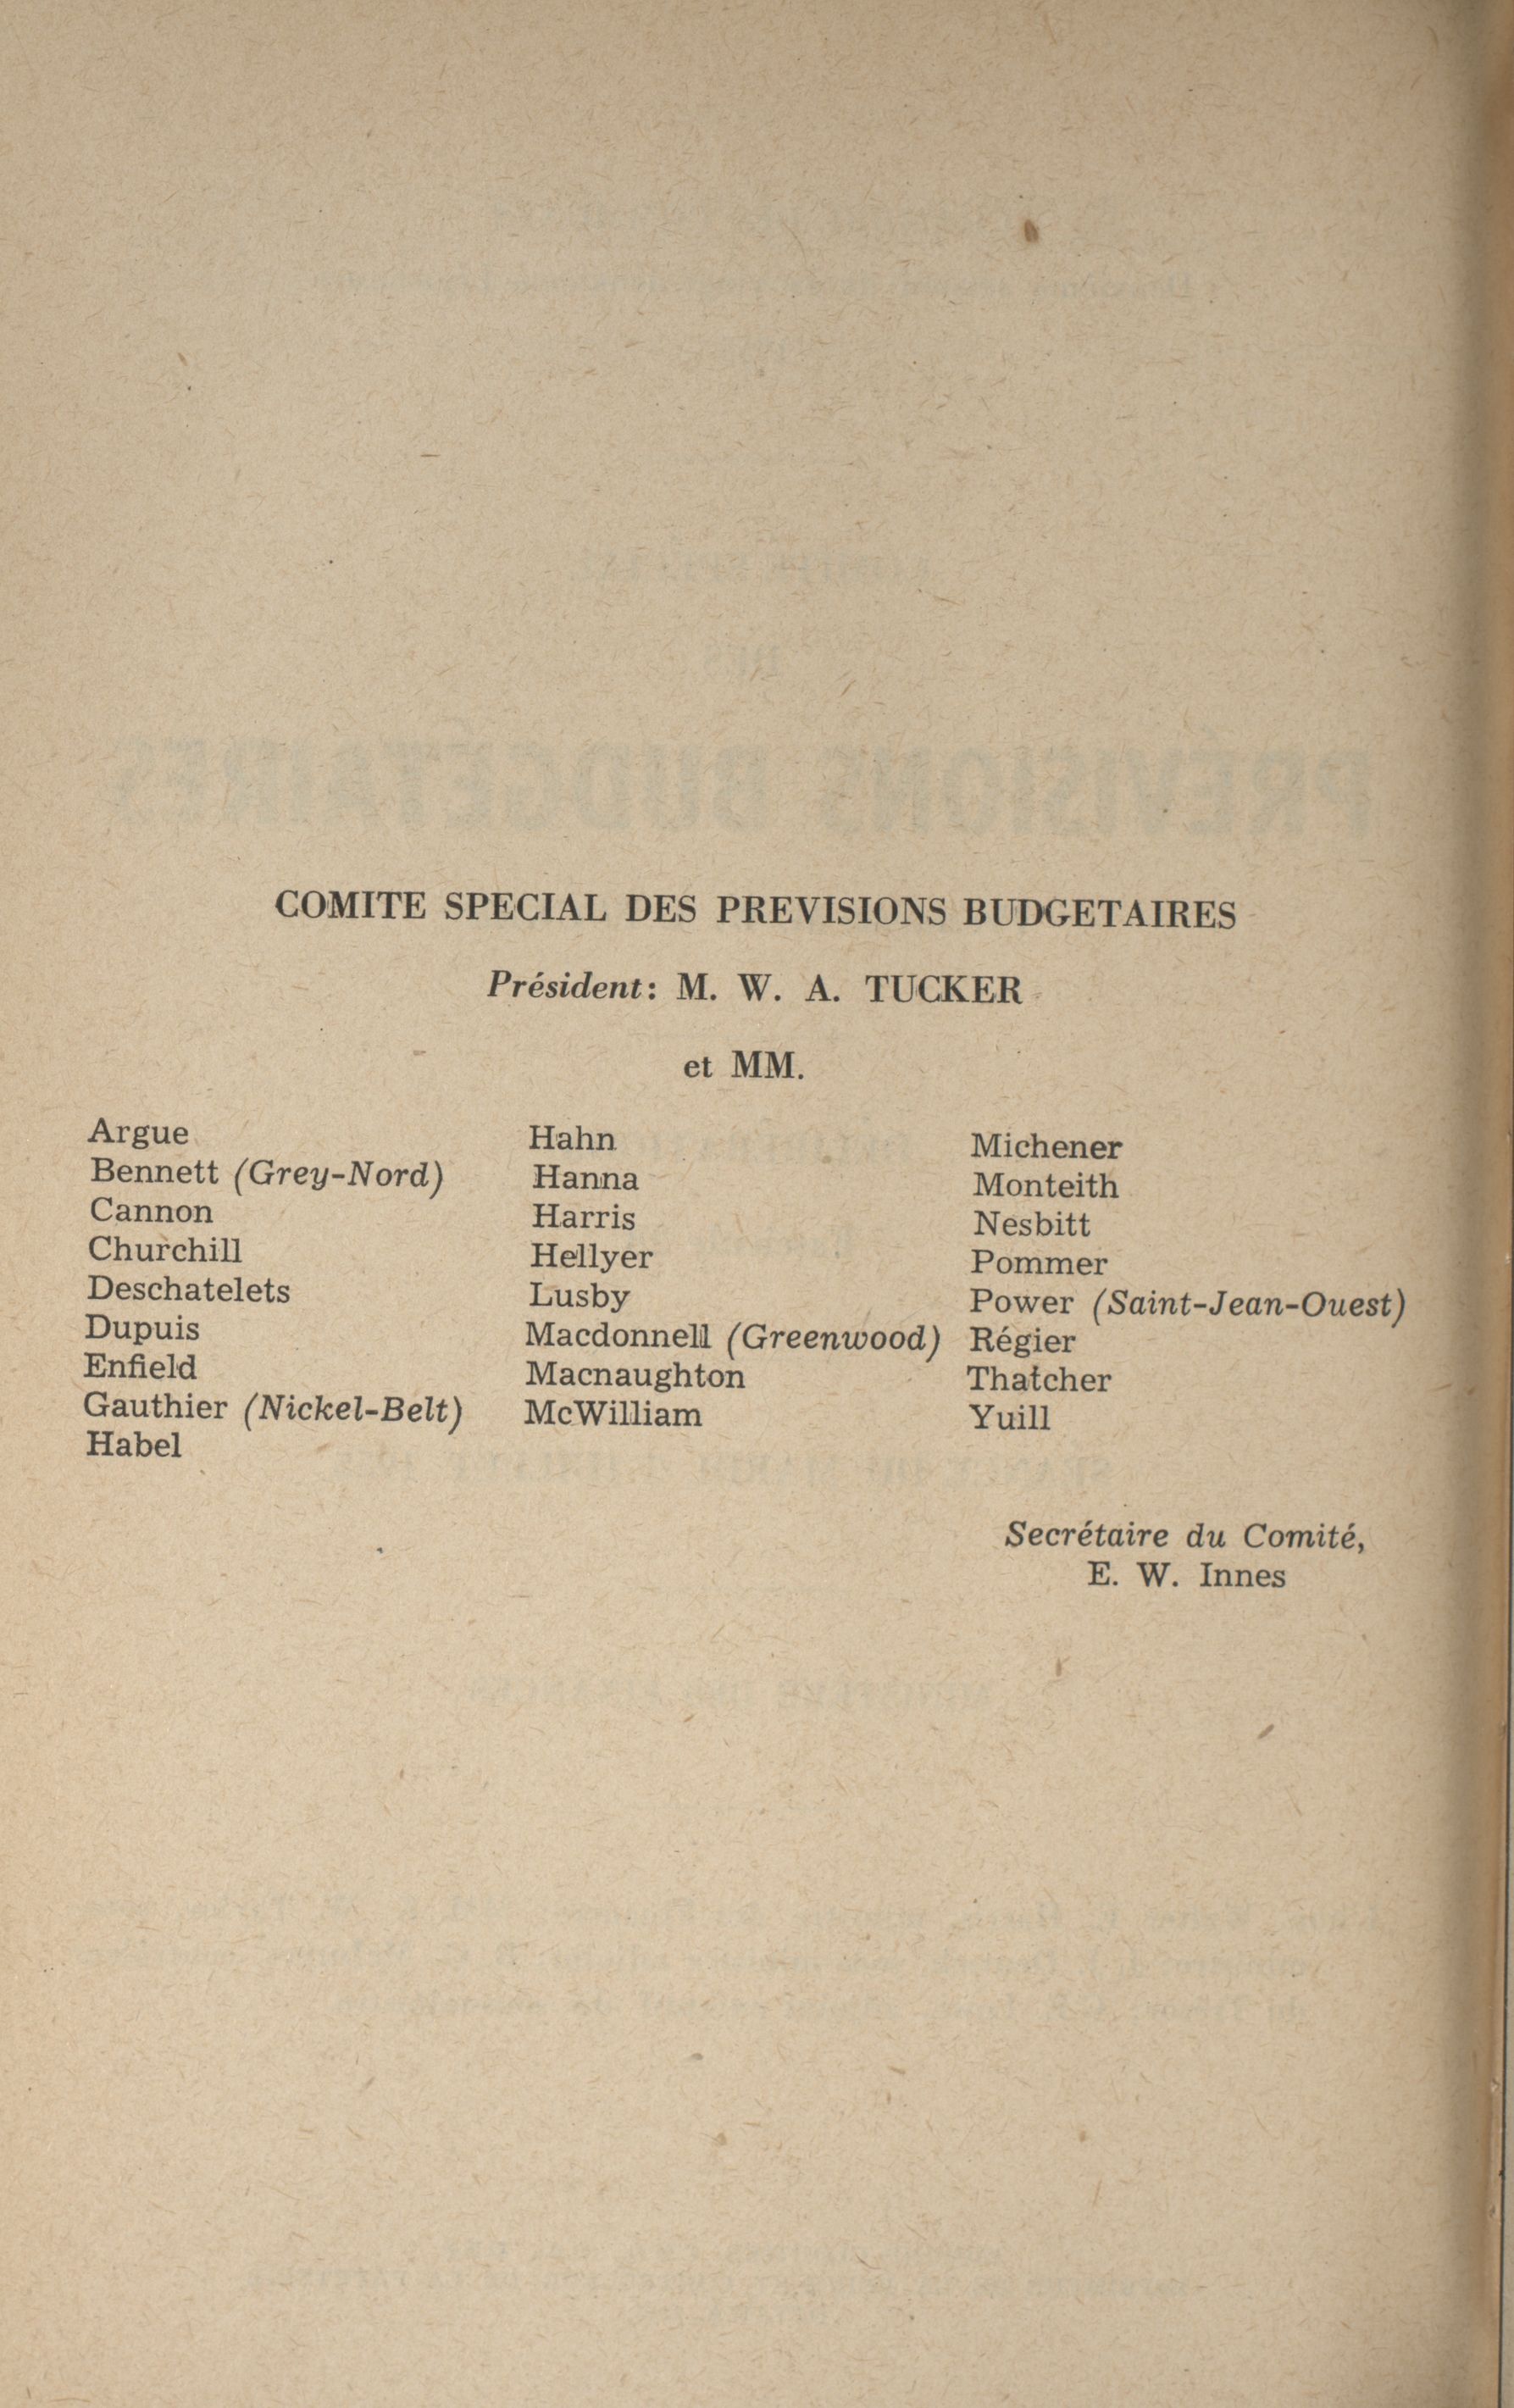 COMITE SPECIAL DES PREVISIONS BUDGETAIRES
Président: M. W. A. TUCKER
et MM.
Argue
Bennett (Grey-Nord)
Cannon
Churchill
Deschatelets
Dupuis
Enfield
Gauthier (Nickel-Belt)
Habel
Hahn
Hanna
Harris
Hellyer
Lusby
Macdonnell (Greenwood)
Macnaughton
McWilliam
Michener
Monteith
Nesbitt
Pommer
Power (Saint-Jean-Ouest)
Régier
Thatcher
Yuill
Secrétaire du Comité,
E. W. Innes